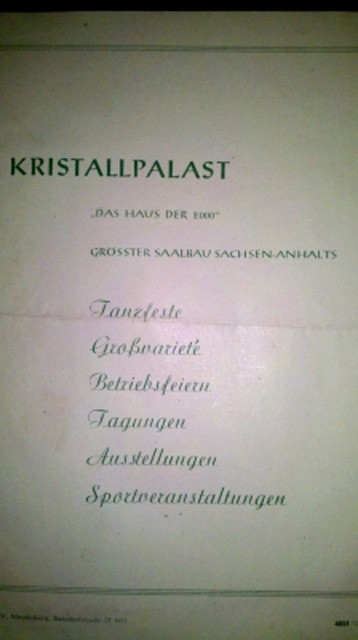 KRISTALLPALAST
„DAS HAUS DER 2000"
GRÖSSTER SAALBAU SACHSEN-ANHALTS
Tanzfeste
Großvarieté
Betriebsfeiern
Tagungen
Ausstellungen
Sportveranstaltungen